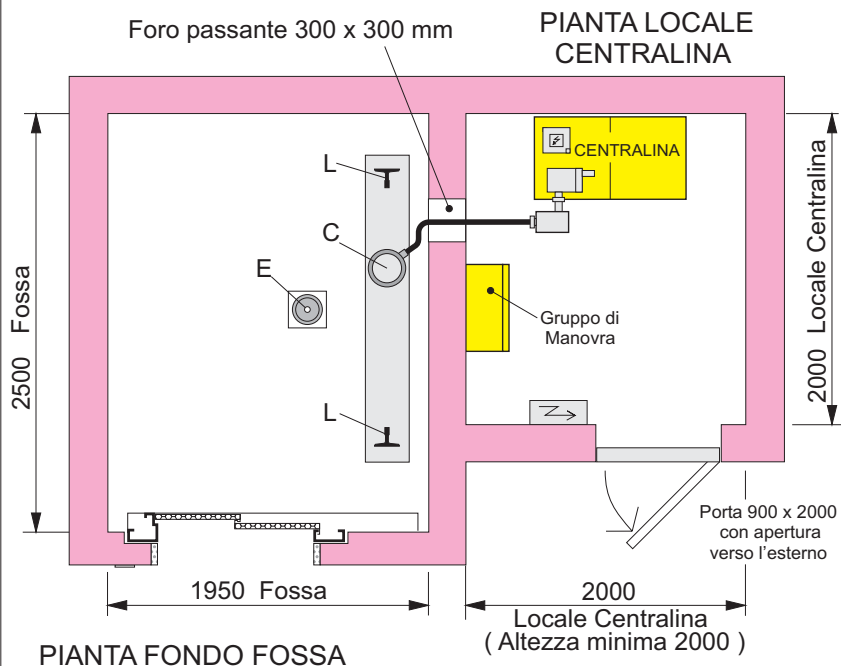 Foro passante 300 x 300 mm
PIANTA LOCALE
CENTRALINA
L
C
E
L
CENTRALINA
Gruppo di
Manovra
2500 Fossa
2000 Locale Centralina
Porta 900 x 2000
con apertura
verso l'esterno
1950 Fossa
2000
Locale Centralina
( Altezza minima 2000 )
PIANTA FONDO FOSSA